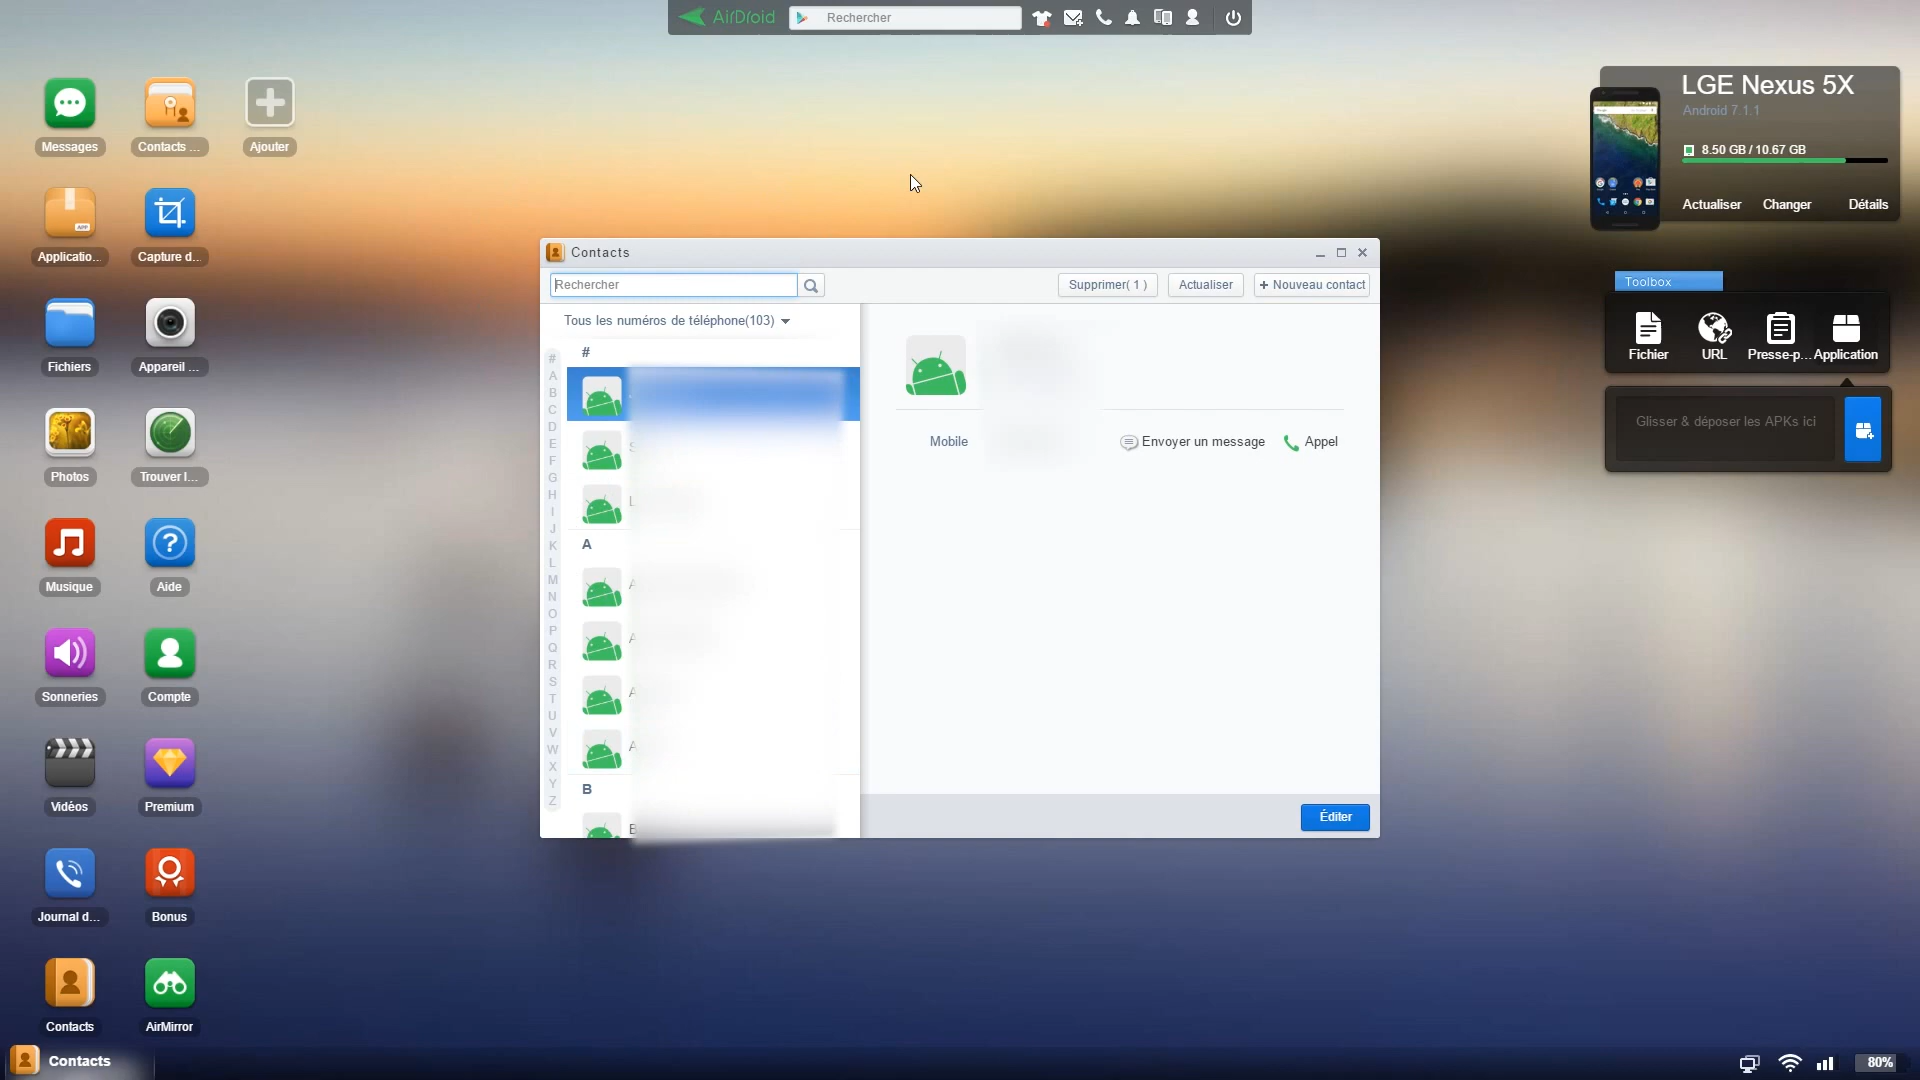 AirDroid
Rechercher
Messages
Contacts ...
Ajouter
Applicatio...
Capture d...
Fichiers
Appareil ...
Photos
Trouver l...
Musique
Aide
Sonneries
Compte
Vidéos
Premium
Journal d...
Bonus
Contacts
AirMirror
LGE Nexus 5X
Android 7.1.1
8.50 GB / 10.67 GB
Actualiser Changer Détails
Toolbox
Fichier URL Presse-p... Application
Glisser & déposer les APKs ici
Contacts
Rechercher
Supprimer( 1 ) Actualiser + Nouveau contact
Tous les numéros de téléphone(103)
#
A
B
C
D
E
F
G
H
I
J
K
L
M
N
O
P
Q
R
S
T
U
V
W
X
Y
Z
#
S
L
A
A
A
A
A
B
B
Mobile
Envoyer un message Appel
Éditer
Contacts
80%